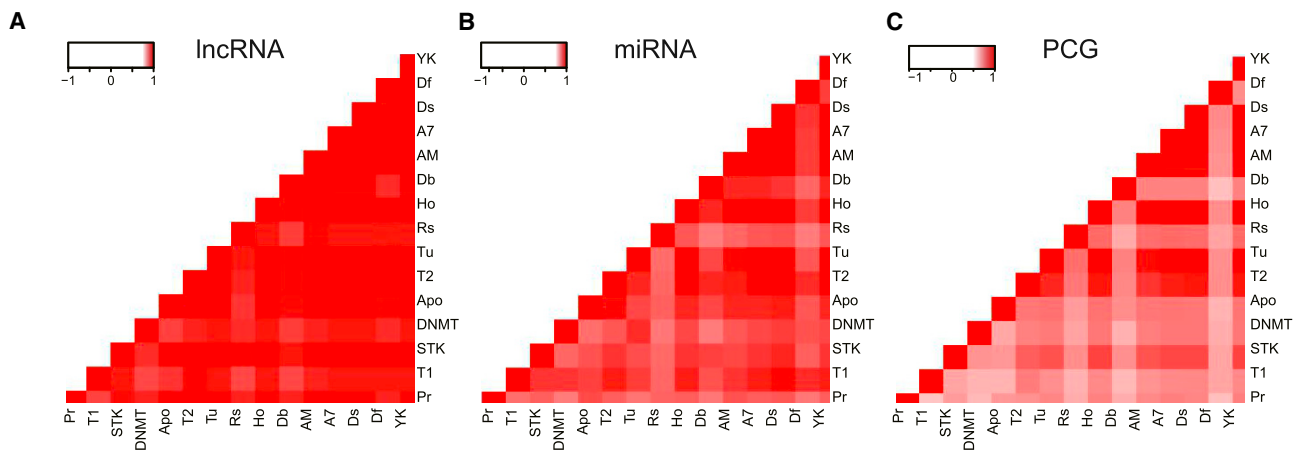 A
lncRNA
−1 0 1
YK
Df
Ds
A7
AM
Db
Ho
Rs
Tu
T2
Apo
DNMT
STK
T1
Pr
Pr T1 STK DNMT Apo T2 Tu Rs Ho Db AM A7 Ds Df YK
B
miRNA
−1 0 1
YK
Df
Ds
A7
AM
Db
Ho
Rs
Tu
T2
Apo
DNMT
STK
T1
Pr
Pr T1 STK DNMT Apo T2 Tu Rs Ho Db AM A7 Ds Df YK
C
PCG
−1 0 1
YK
Df
Ds
A7
AM
Db
Ho
Rs
Tu
T2
Apo
DNMT
STK
T1
Pr
Pr T1 STK DNMT Apo T2 Tu Rs Ho Db AM A7 Ds Df YK